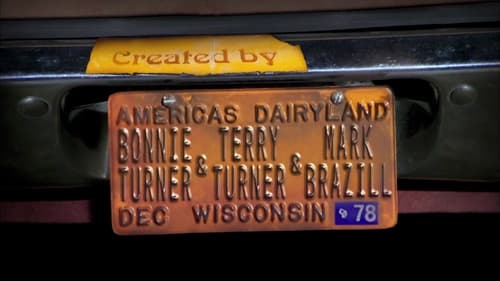 Created by
AMERICAS DAIRYLAND
BONNIE TERRY MARK
TURNER & TURNER & BRAZILL
DEC WISCONSIN 78